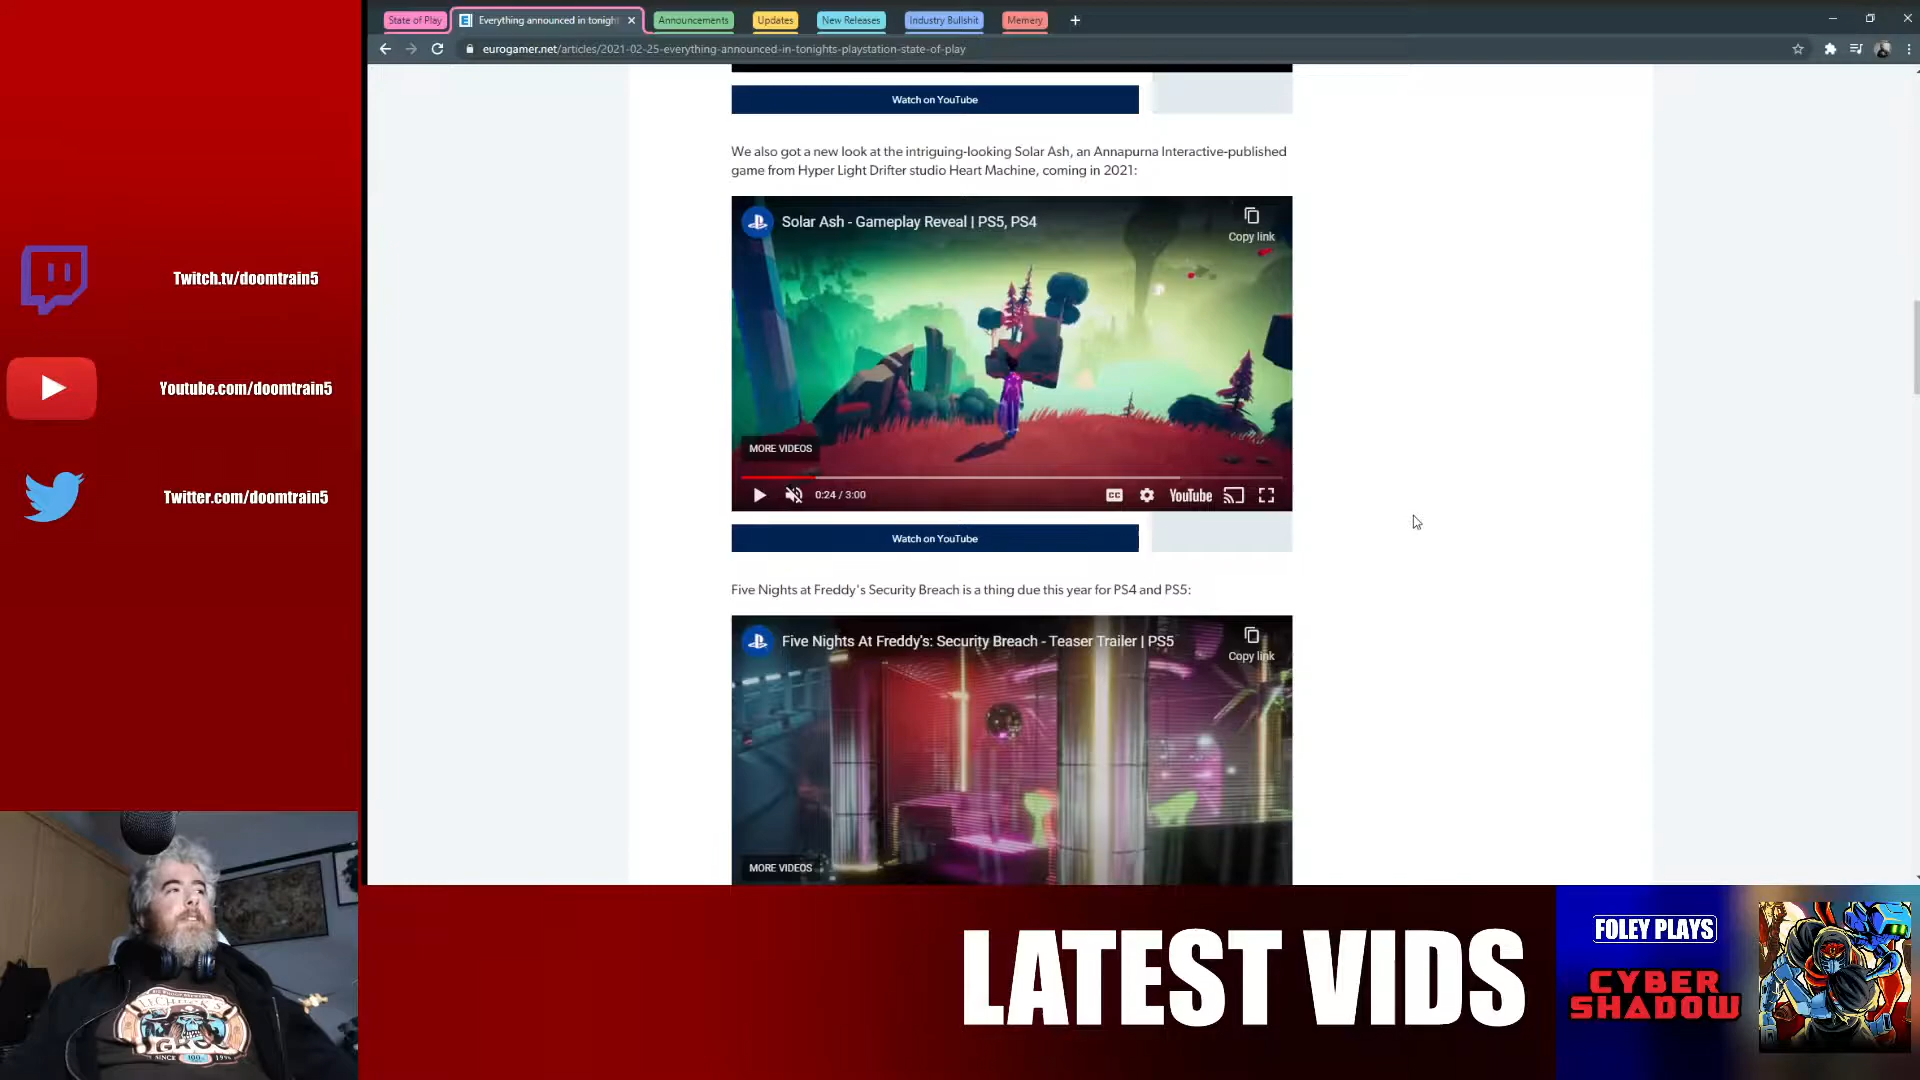 State of Play
Everything announced in tonigh
Announcements
Updates
New Releases
Industry Bullshit
Memery
eurogamer.net/articles/2021-02-25-everything-announced-in-tonights-playstation-state-of-play
Watch on YouTube
We also got a new look at the intriguing-looking Solar Ash, an Annapurna Interactive-published
game from Hyper Light Drifter studio Heart Machine, coming in 2021:
Solar Ash - Gameplay Reveal | PS5, PS4
Copy link
MORE VIDEOS
0:24 / 3:00
CC
YouTube
Watch on YouTube
Five Nights at Freddy's Security Breach is a thing due this year for PS4 and PS5:
Five Nights At Freddy's: Security Breach - Teaser Trailer | PS5
Copy link
MORE VIDEOS
Twitch.tv/doomtrain5
Youtube.com/doomtrain5
Twitter.com/doomtrain5
SINCE
LATEST VIDS
FOLEY PLAYS
CYBER
SHADOW